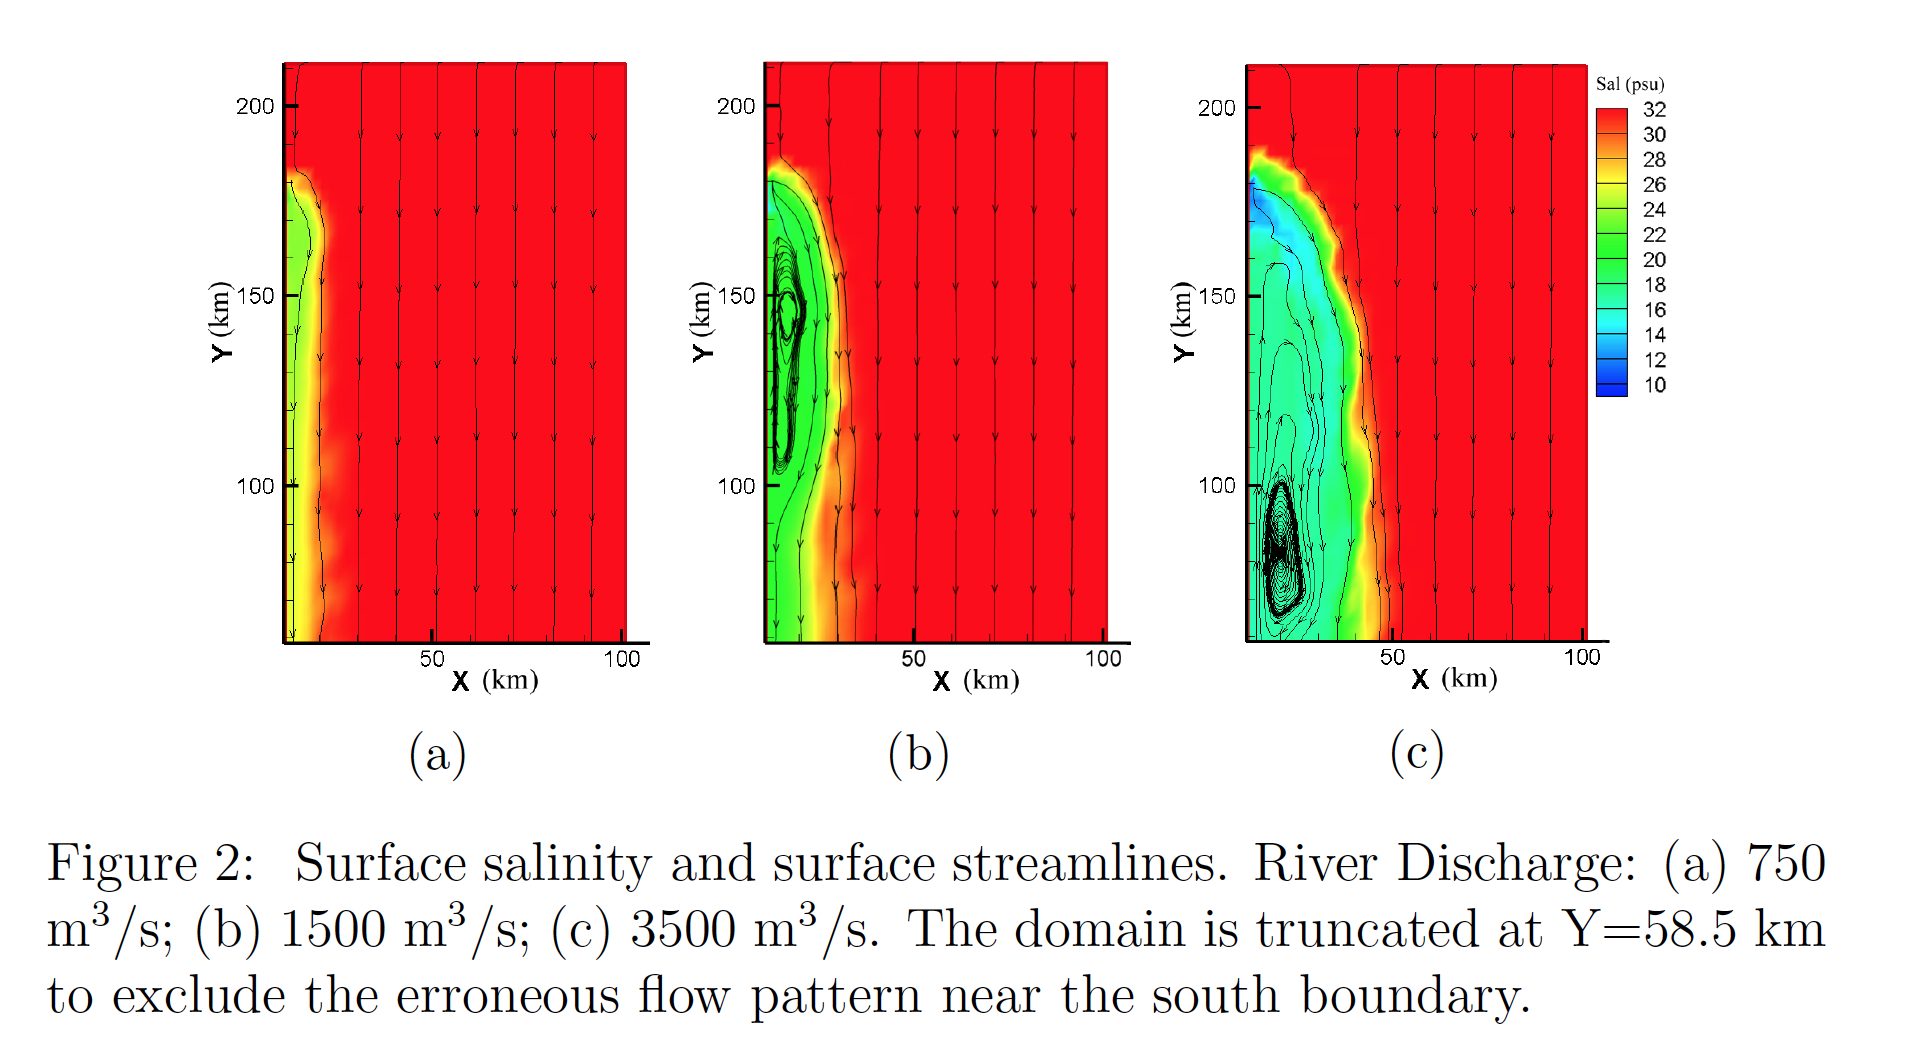 200
150
100
Y (km)
50
100
X (km)
200
150
100
Y (km)
50
100
X (km)
200
150
100
Y (km)
50
100
X (km)
Sal (psu)
32
30
28
26
24
22
20
18
16
14
12
10
(a)
(b)
(c)
Figure 2: Surface salinity and surface streamlines. River Discharge: (a) 750
m³/s; (b) 1500 m³/s; (c) 3500 m³/s. The domain is truncated at Y=58.5 km
to exclude the erroneous flow pattern near the south boundary.